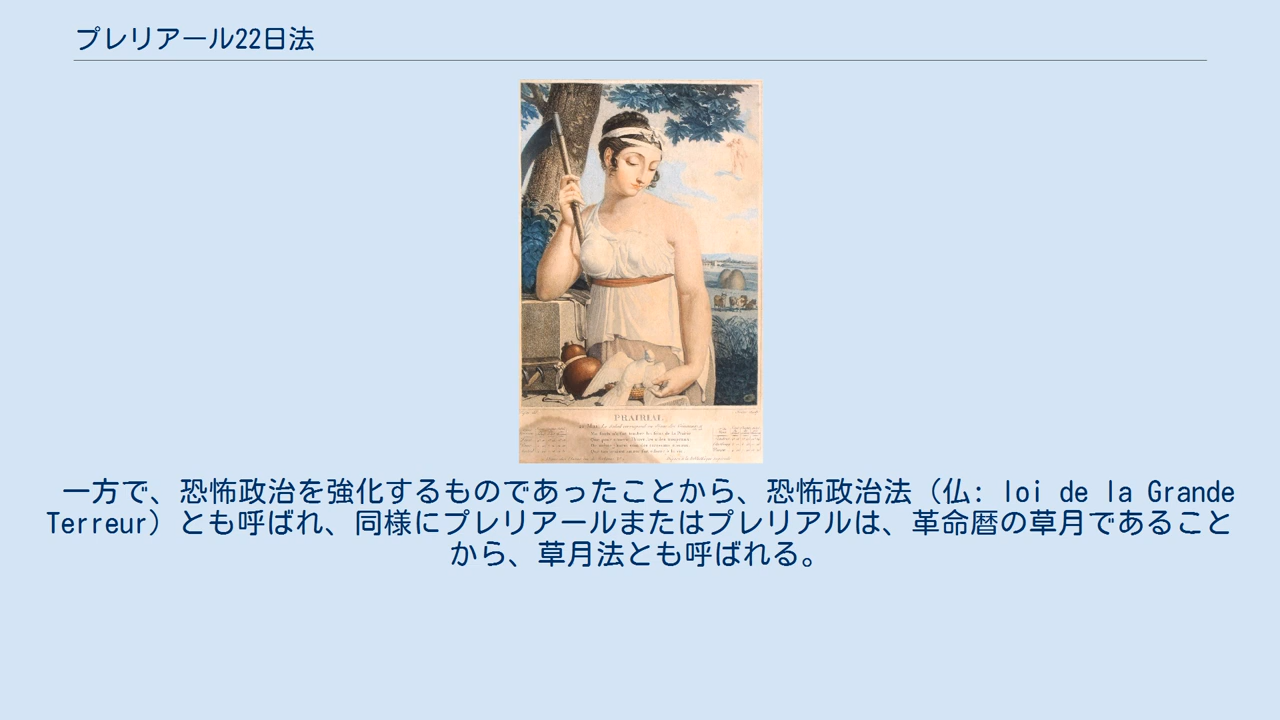 プレリアール22日法
PRAIRIAL.
一方で、恐怖政治を強化するものであったことから、恐怖政治法（仏: loi de la Grande
Terreur）とも呼ばれ、同様にプレリアールまたはプレリアルは、革命暦の草月であること
から、草月法とも呼ばれる。